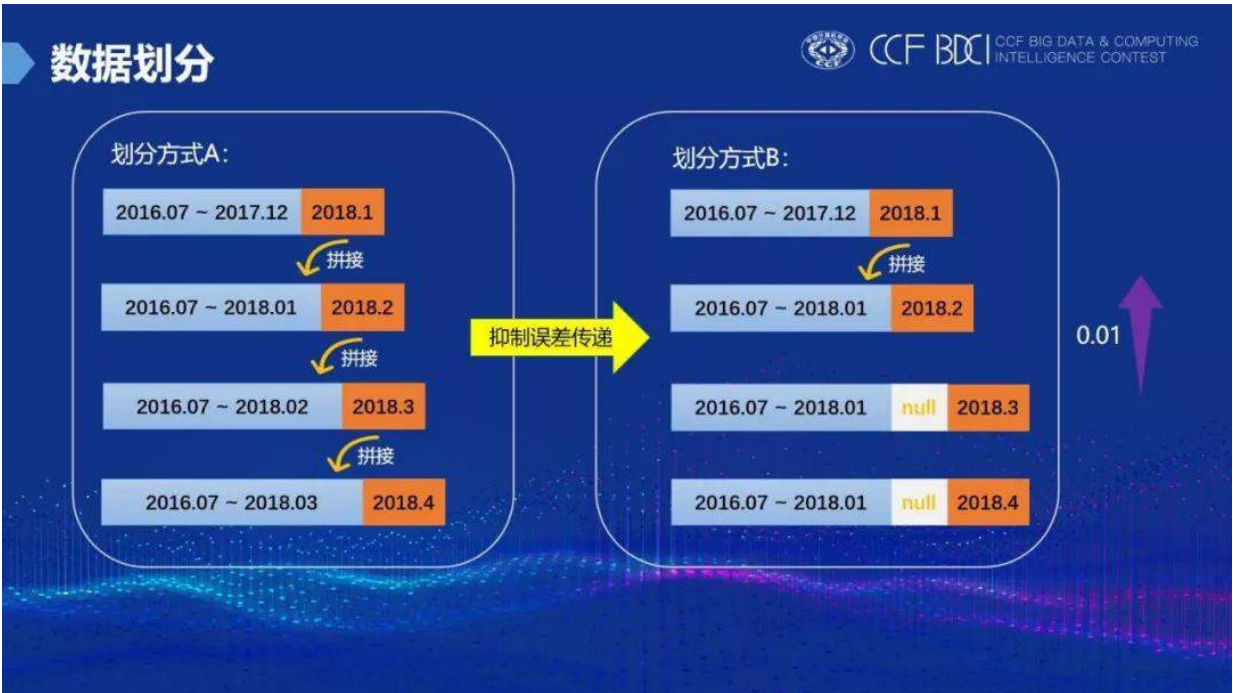 数据划分
CCF
CCF BDCI
CCF BIG DATA & COMPUTING
INTELLIGENCE CONTEST
划分方式A:
2016.07 ~ 2017.12 2018.1
拼接
2016.07 ~ 2018.01 2018.2
拼接
2016.07 ~ 2018.02 2018.3
拼接
2016.07 ~ 2018.03 2018.4
抑制误差传递
划分方式B:
2016.07 ~ 2017.12 2018.1
拼接
2016.07 ~ 2018.01 2018.2
2016.07 ~ 2018.01 null 2018.3
2016.07 ~ 2018.01 null 2018.4
0.01